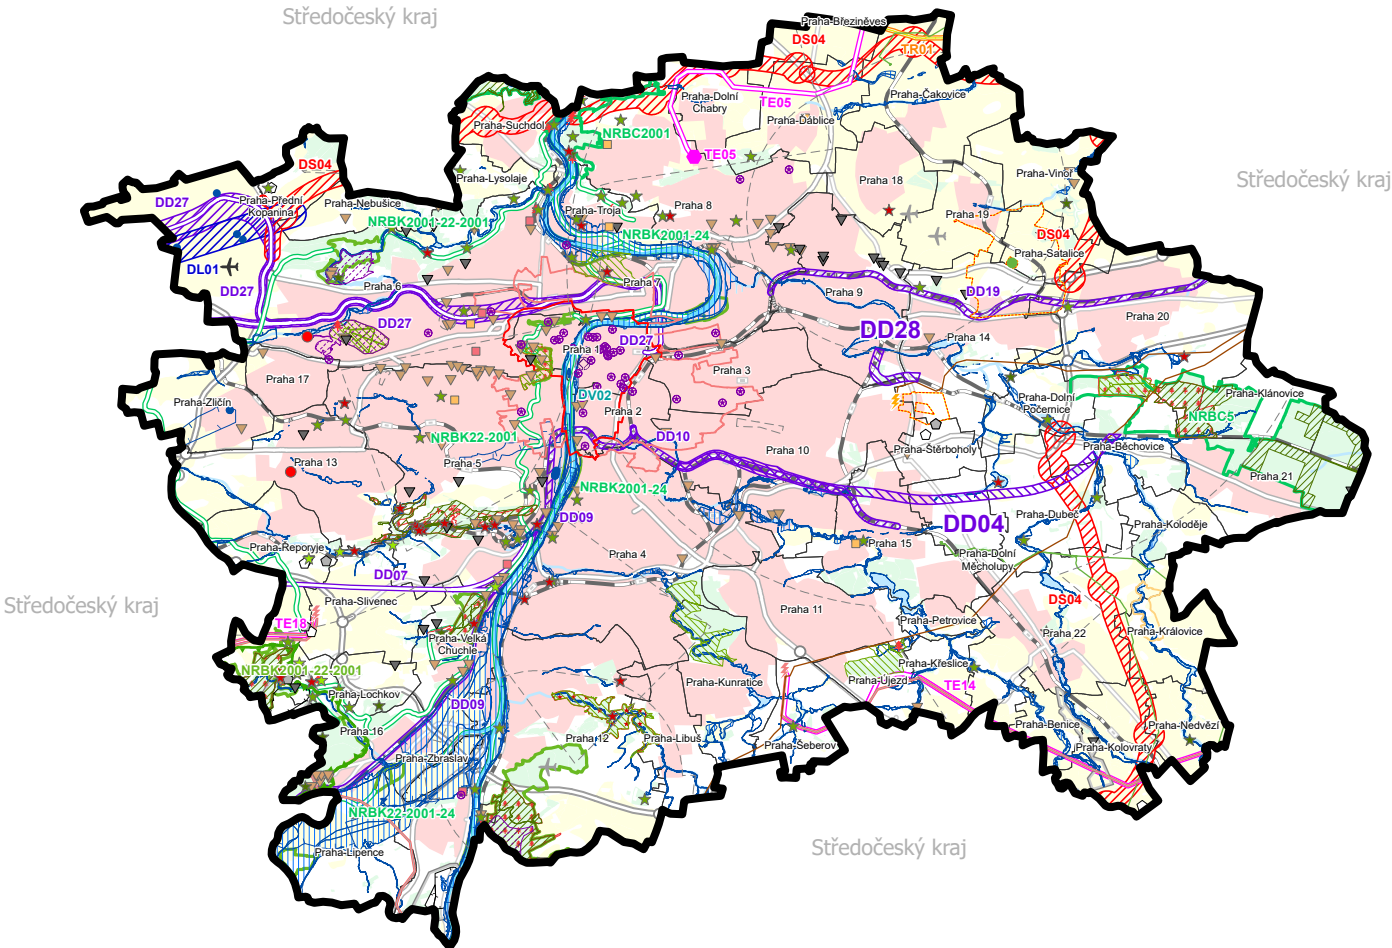 Středočeský kraj
Praha-Březiněves
DS04
TR01
Praha-Dolní
Chabry
TE05
Praha-Čakovice
Praha-Suchdol
NRBC2001
Praha-Ďáblice
TE05
DS04
Praha-Lysolaje
Praha 18
Praha-Vinoř
Středočeský kraj
DD27
Praha-Přední
Kopanina
Praha-Nebušice
NRBK2001-22-2001
Praha-Troja
Praha 8
Praha 19
NRBK2001-24
DS04
Praha-Satalice
DL01
DD27
Praha 6
Praha 7
Praha 9
DD19
Praha 20
DD27
DD28
DD27
Praha 1
Praha 14
Praha 3
Praha 17
Praha-Zličín
DV02
Praha 2
Praha-Dolní
Počernice
Praha-Klánovice
NRBC5
NRBK22-2001
DD10
Praha 10
Praha-Štěrboholy
Praha-Běchovice
Praha 13
Praha 5
Praha 21
NRBK2001-24
DD09
DD04
Praha-Dubeč
Praha-Koloděje
Praha-Řeporyje
Praha 4
Praha 15
Praha-Dolní
Měcholupy
DD07
Středočeský kraj
Praha-Slivenec
DS04
Praha 11
TE18
Praha-Petrovice
Praha-Velká
Chuchle
Praha 22
Praha-Královice
NRBK2001-22-2001
Praha-Křeslice
Praha-Kunratice
Praha-Újezd
TE14
Praha-Lochkov
DD09
Praha 16
Praha-Benice
Praha-Nedvězí
Praha 12
Praha-Libuš
Praha-Šeberov
Praha-Kolovraty
Praha-Zbraslav
NRBK22-2001-24
Praha-Lipence
Středočeský kraj